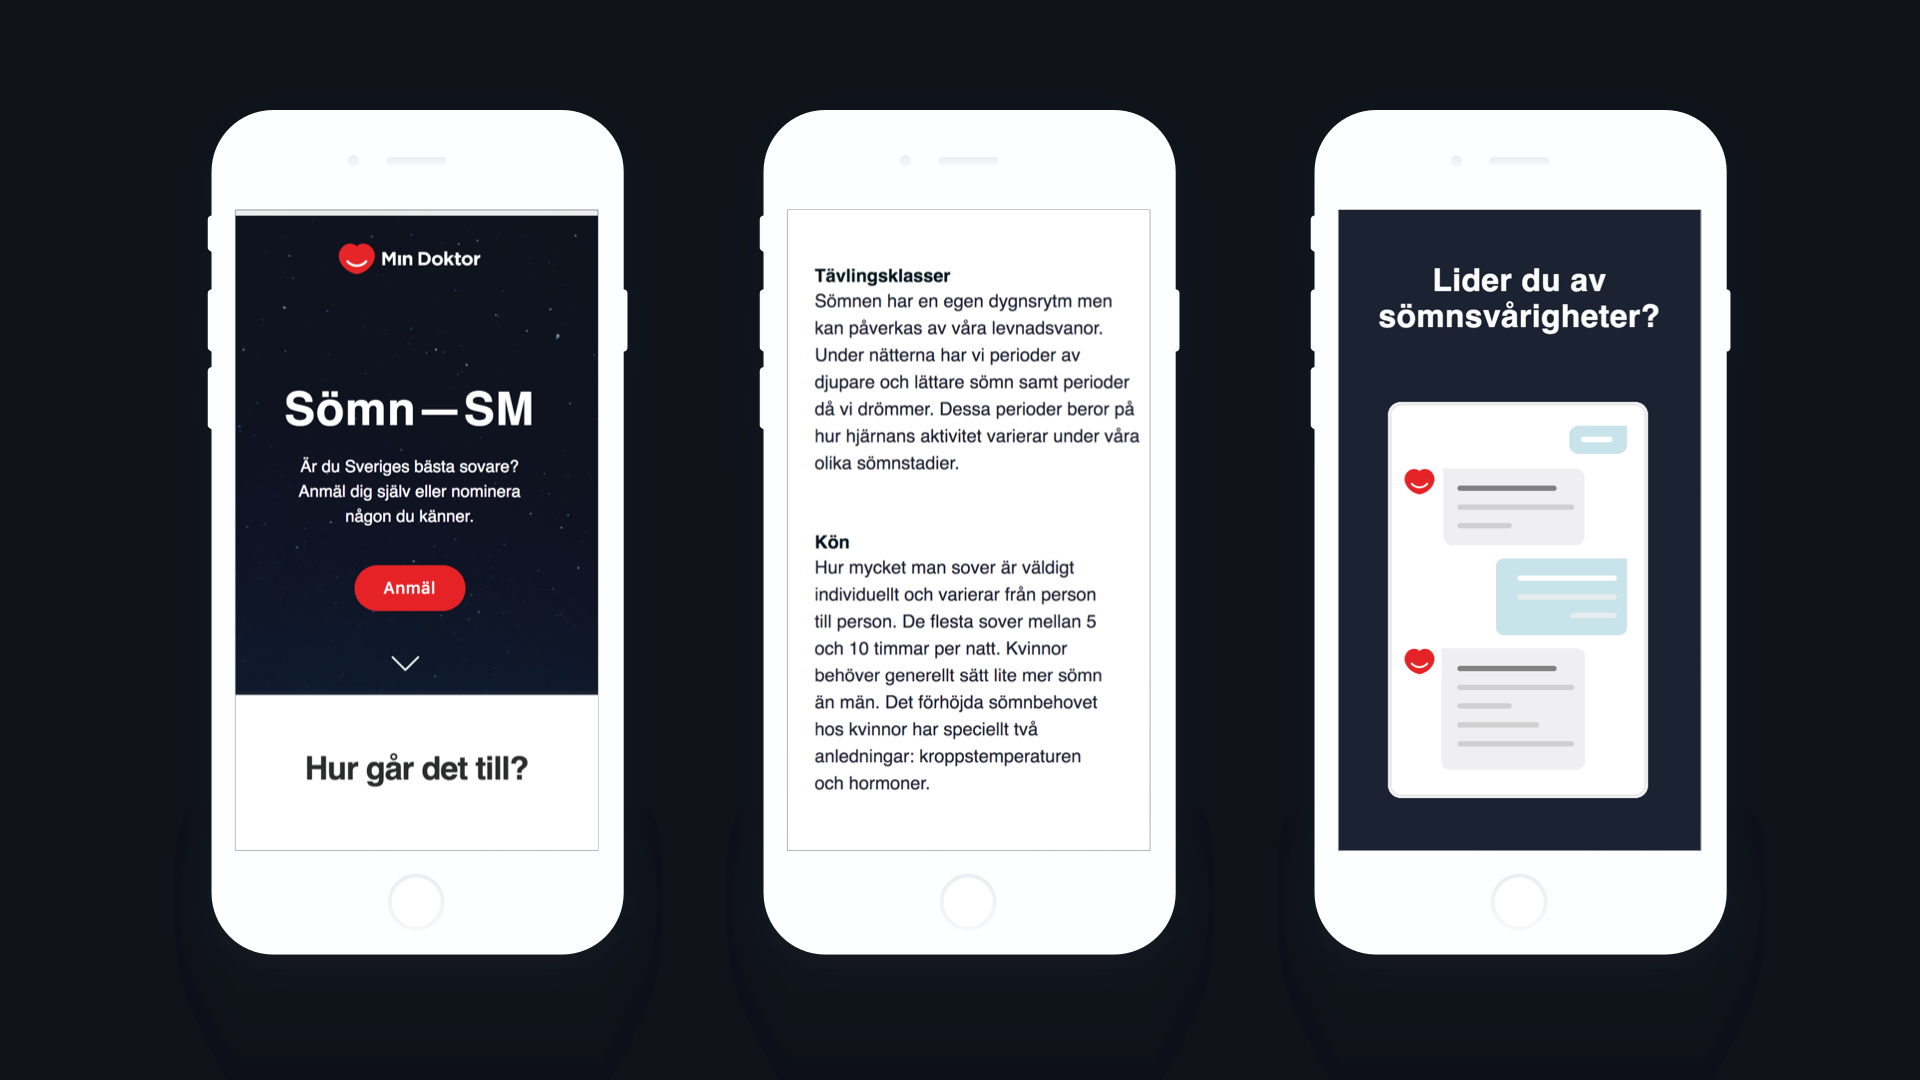 Min Doktor
Sömn—SM
Är du Sveriges bästa sovare?
Anmäl dig själv eller nominera
någon du känner.
Anmäl
Hur går det till?
Tävlingsklasser
Sömnen har en egen dygnsrytm men
kan påverkas av våra levnadsvanor.
Under nätterna har vi perioder av
djupare och lättare sömn samt perioder
då vi drömmer. Dessa perioder beror på
hur hjärnans aktivitet varierar under våra
olika sömnstadier.
Kön
Hur mycket man sover är väldigt
individuellt och varierar från person
till person. De flesta sover mellan 5
och 10 timmar per natt. Kvinnor
behöver generellt sätt lite mer sömn
än män. Det förhöjda sömnbehovet
hos kvinnor har speciellt två
anledningar: kroppstemperaturen
och hormoner.
Lider du av
sömnsvårigheter?